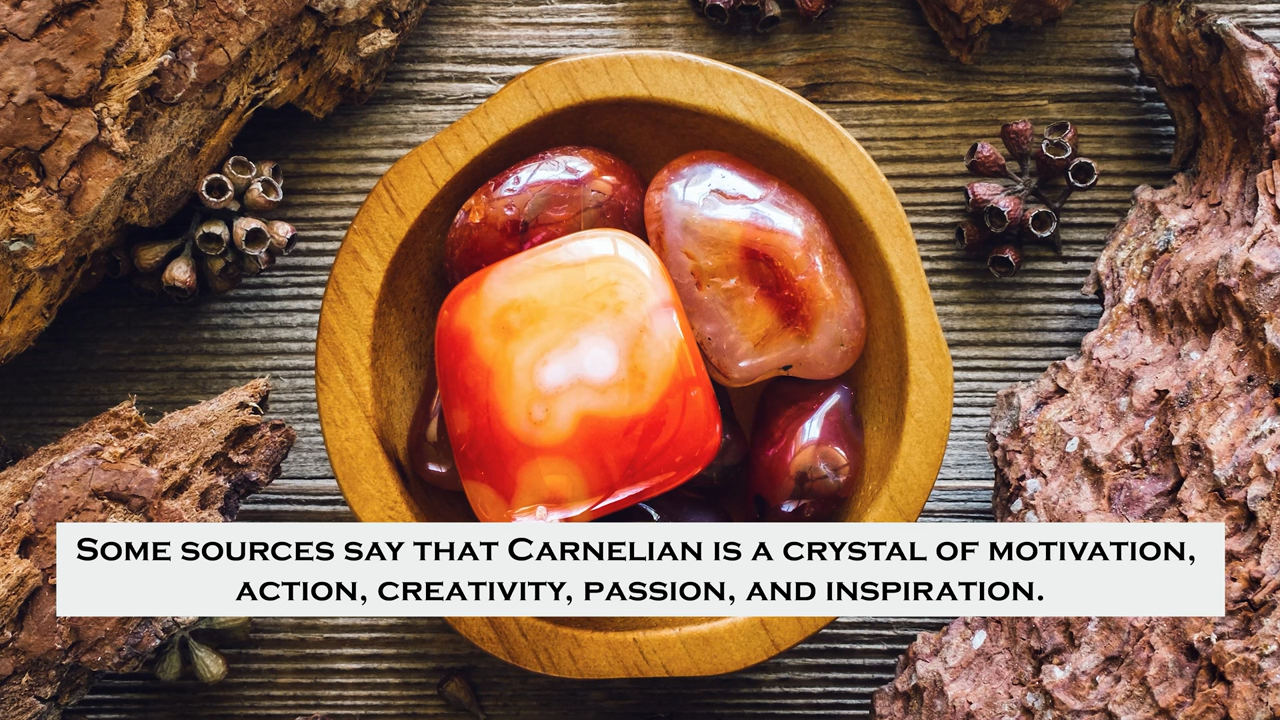 Some sources say that Carnelian is a crystal of motivation,
action, creativity, passion, and inspiration.